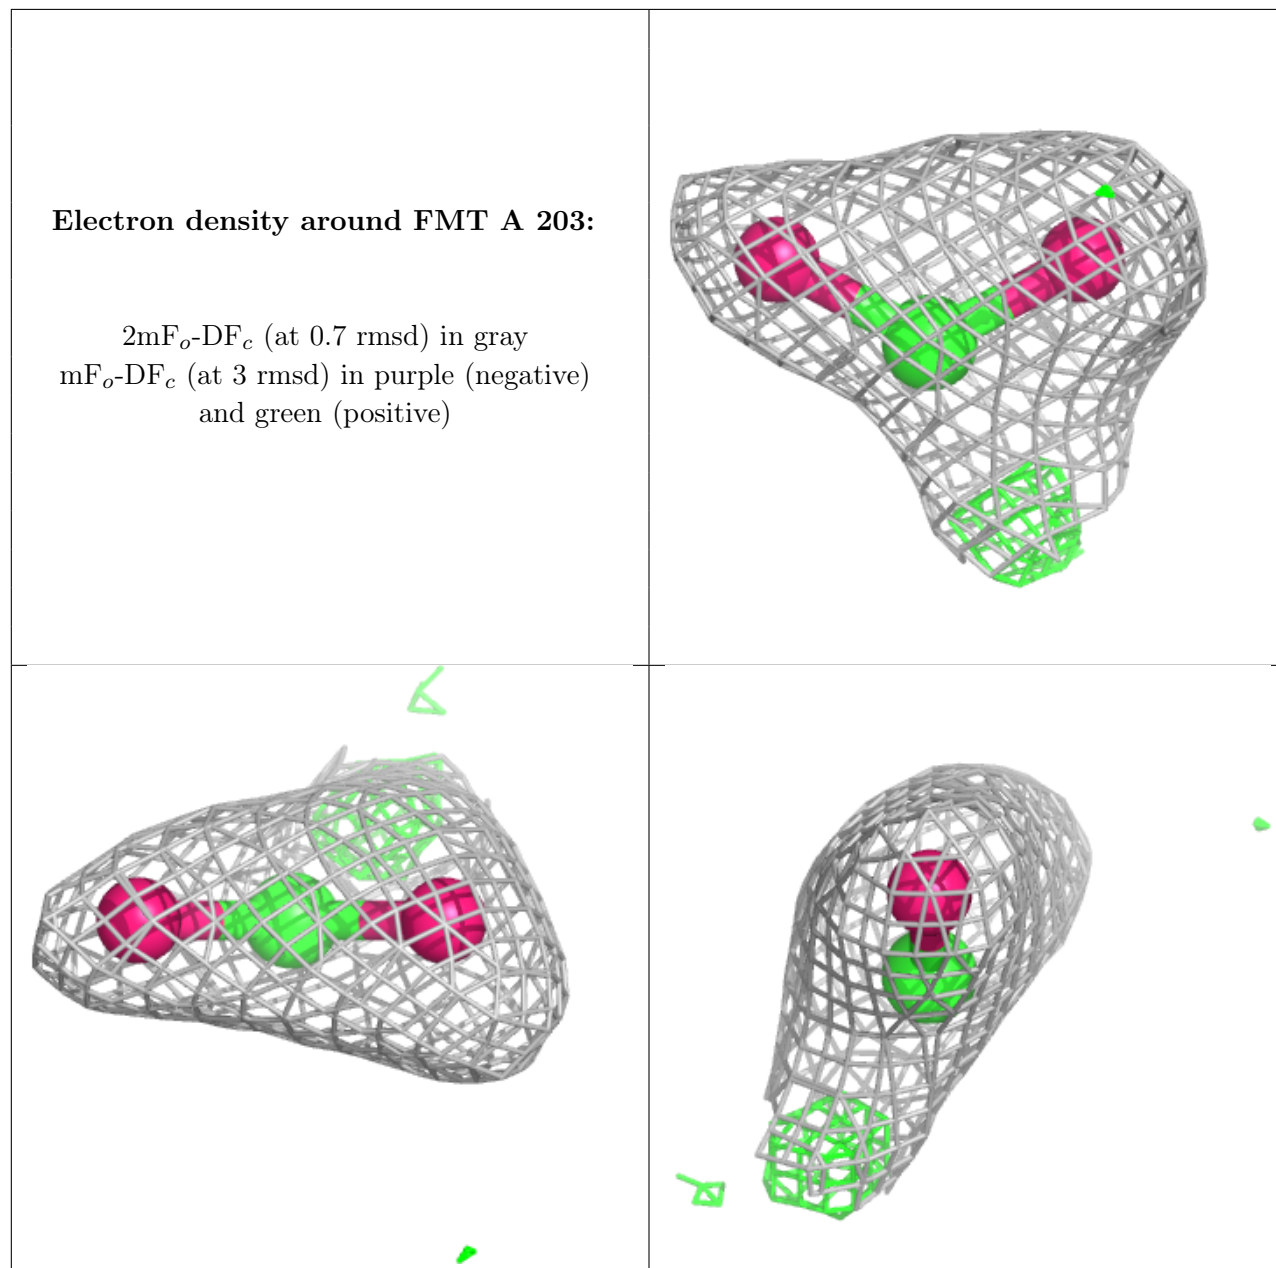 Electron density around FMT A 203:
2mFo-DFc (at 0.7 rmsd) in gray
mFo-DFc (at 3 rmsd) in purple (negative)
and green (positive)